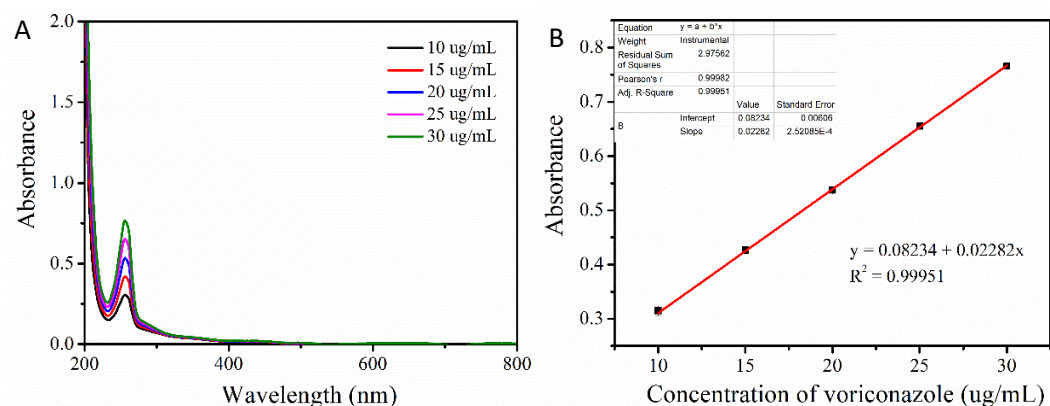 A
2.0
1.5
1.0
0.5
0.0
Absorbance
10 ug/mL
15 ug/mL
20 ug/mL
25 ug/mL
30 ug/mL
200 300 400 500 600 700 800
Wavelength (nm)
B
0.8
0.7
0.6
0.5
0.4
0.3
Absorbance
Equation y = a + b*x
Weight Instrumental
Residual Sum
of Squares
2.97562
Pearson's r 0.99982
Adj. R-Square 0.99951
Value Standard Error
B Intercept 0.08234 0.00606
Slope 0.02282 2.52085E-4
y = 0.08234 + 0.02282x
R² = 0.99951
10 15 20 25 30
Concentration of voriconazole (ug/mL)